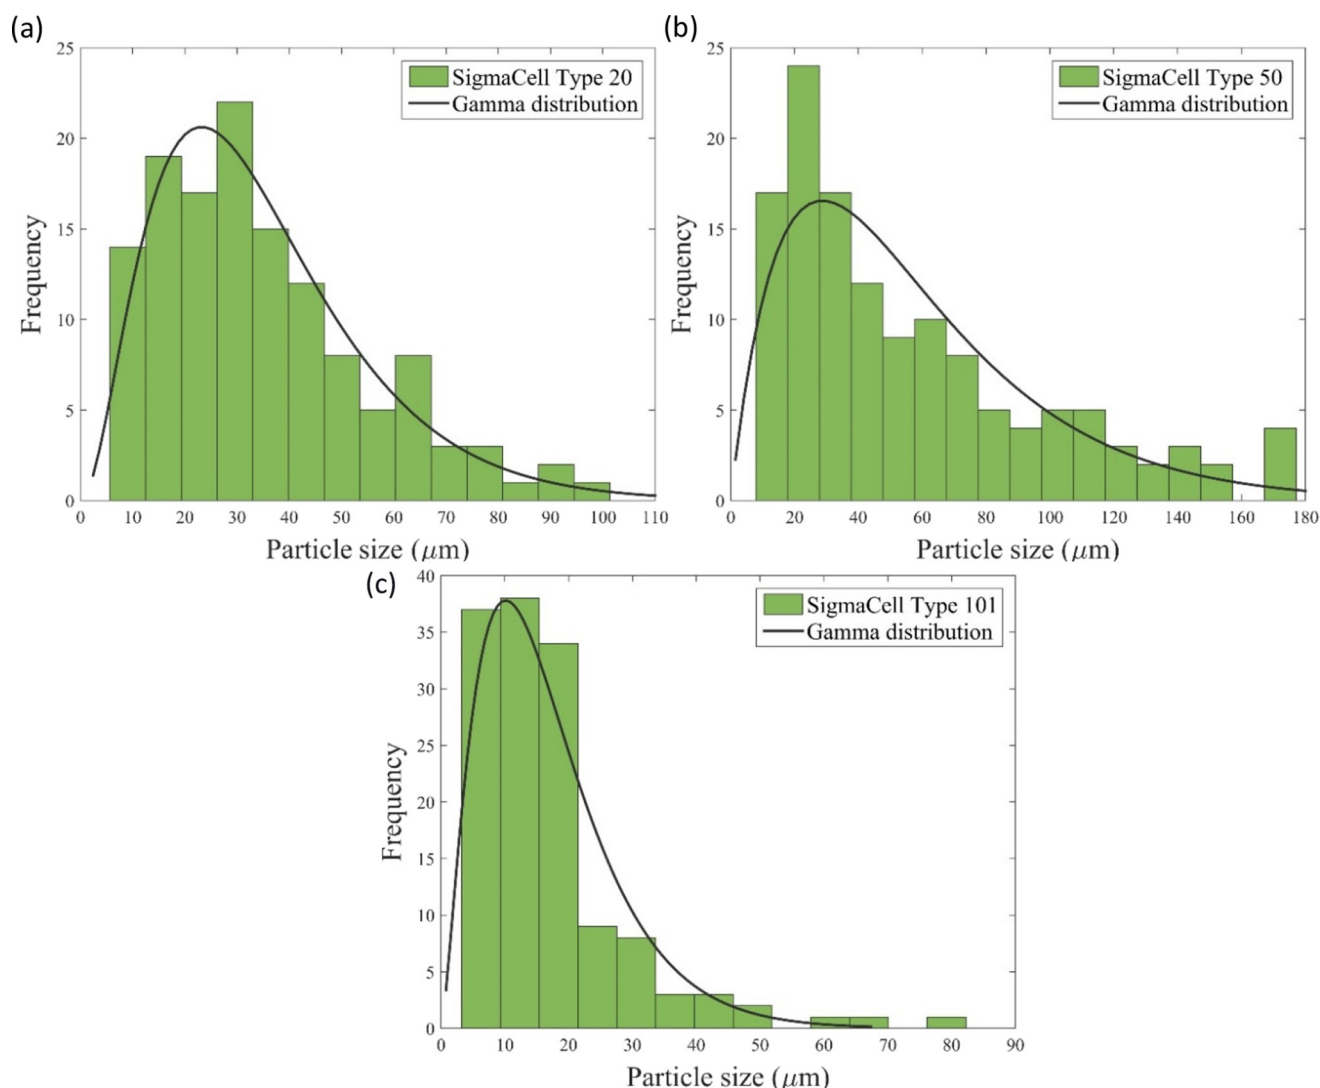 (a)
25
20
15
10
5
0
Frequency
SigmaCell Type 20
Gamma distribution
0 10 20 30 40 50 60 70 80 90 100 110
Particle size (μm)
(b)
25
20
15
10
5
0
Frequency
SigmaCell Type 50
Gamma distribution
0 20 40 60 80 100 120 140 160 180
Particle size (μm)
(c)
40
35
30
25
20
15
10
5
0
Frequency
SigmaCell Type 101
Gamma distribution
0 10 20 30 40 50 60 70 80 90
Particle size (μm)